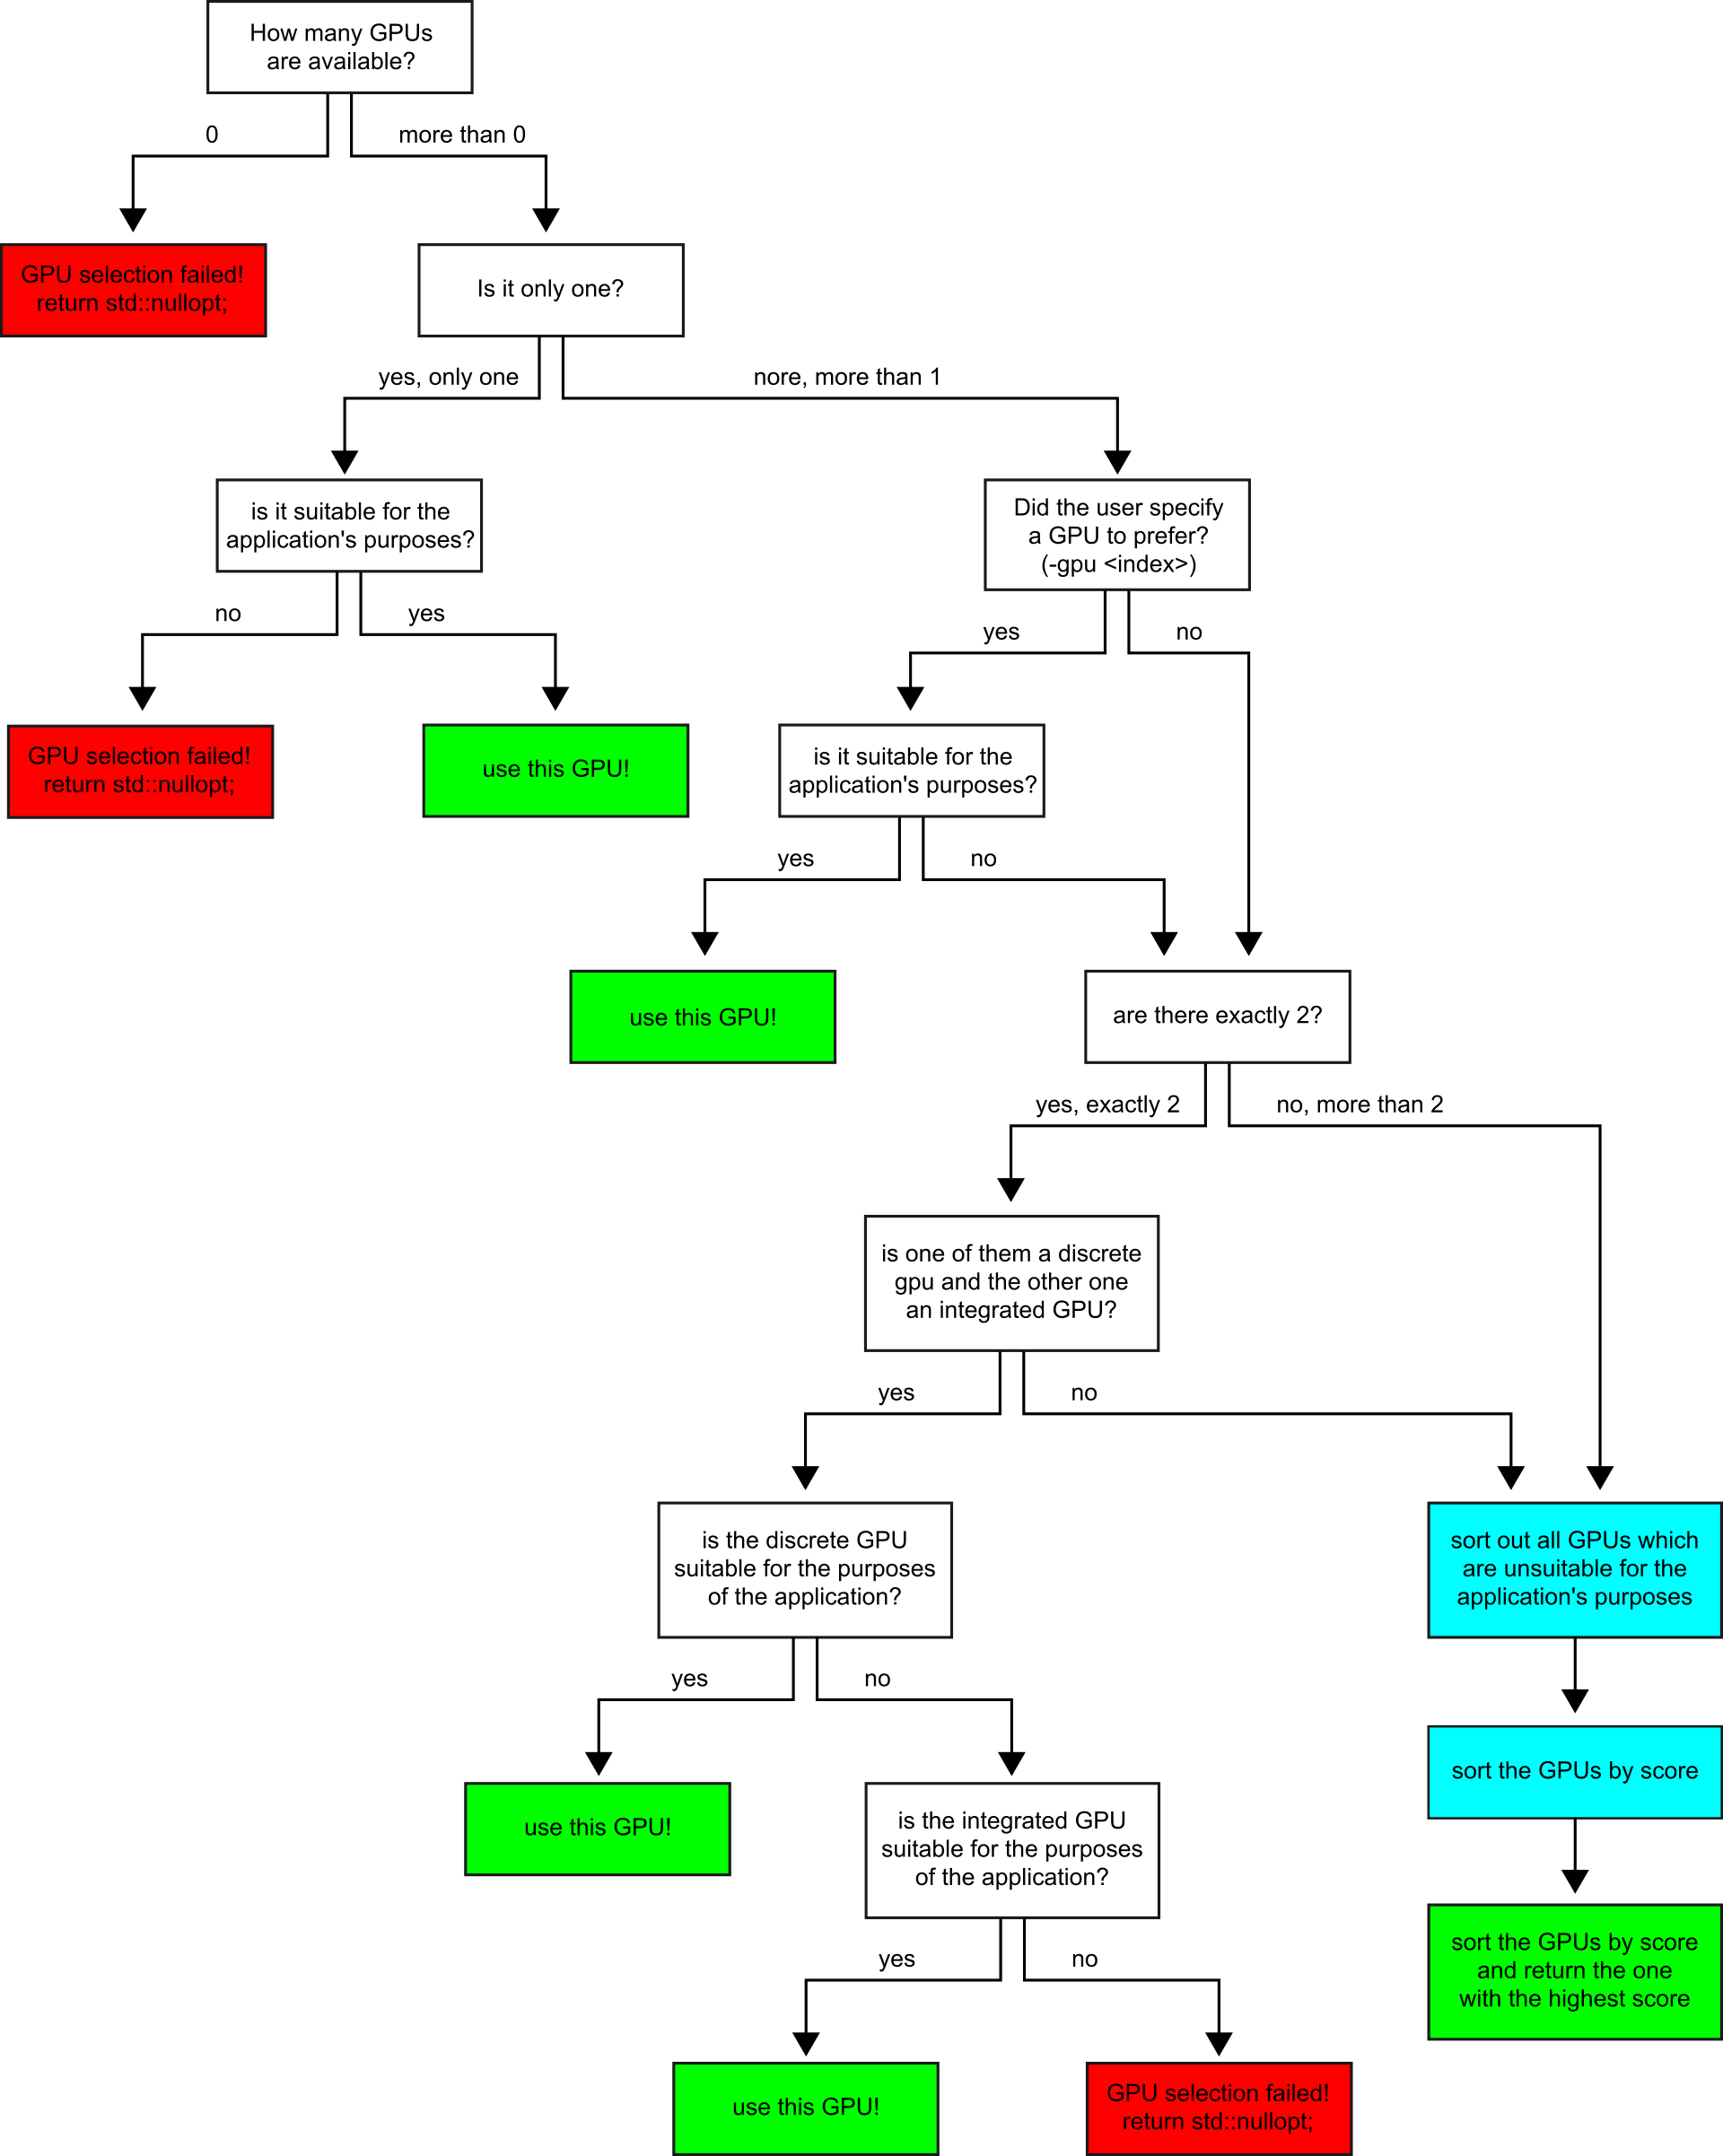 How many GPUs
are available?
0
more than 0
GPU selection failed!
return std::nullopt;
Is it only one?
yes, only one
nore, more than 1
is it suitable for the
application's purposes?
Did the user specify
a GPU to prefer?
(-gpu <index>)
no
yes
yes
no
GPU selection failed!
return std::nullopt;
use this GPU!
is it suitable for the
application's purposes?
yes
no
use this GPU!
are there exactly 2?
yes, exactly 2
no, more than 2
is one of them a discrete
gpu and the other one
an integrated GPU?
yes
no
is the discrete GPU
suitable for the purposes
of the application?
sort out all GPUs which
are unsuitable for the
application's purposes
yes
no
use this GPU!
is the integrated GPU
suitable for the purposes
of the application?
sort the GPUs by score
yes
no
sort the GPUs by score
and return the one
with the highest score
use this GPU!
GPU selection failed!
return std::nullopt;